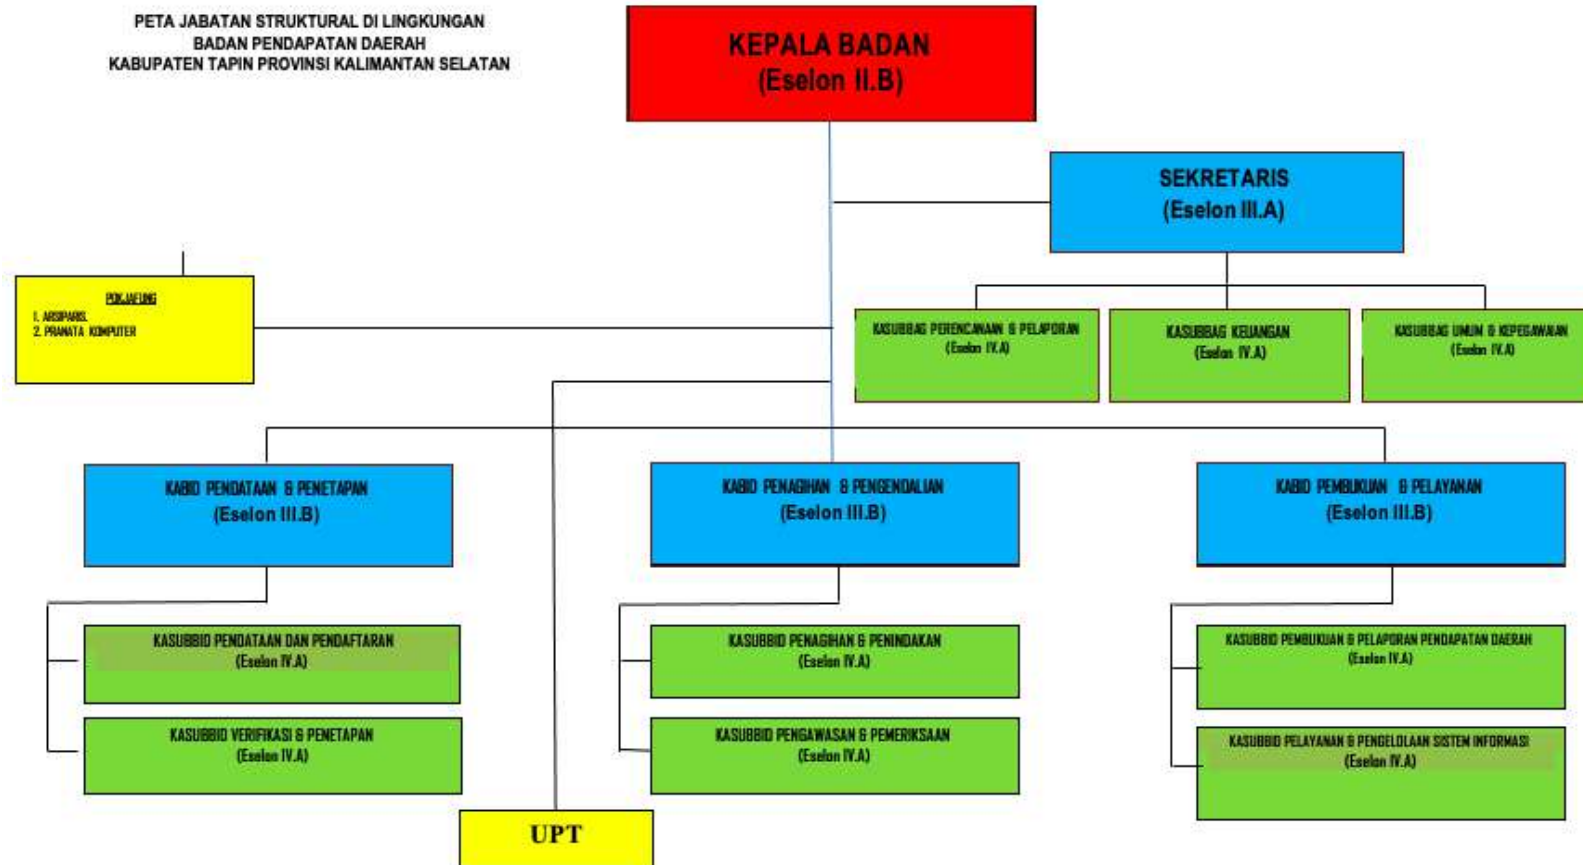 PETA JABATAN STRUKTURAL DI LINGKUNGAN
BADAN PENDAPATAN DAERAH
KABUPATEN TAPIN PROVINSI KALIMANTAN SELATAN
KEPALA BADAN
(Eselon II.B)
SEKRETARIS
(Eselon III.A)
POKJAFUNG
1. ARSIPARIS.
2. PRANATA KOMPUTER
KASUBBAG PERENCANAAN & PELAPORAN
(Eselon IV.A)
KASUBBAG KEUANGAN
(Eselon IV.A)
KASUBBAG UMUM & KEPEGAWAIAN
(Eselon IV.A)
KABID PENDATAAN & PENETAPAN
(Eselon III.B)
KABID PENAGIHAN & PENGENDALIAN
(Eselon III.B)
KABID PEMBUKUAN & PELAYANAN
(Eselon III.B)
KASUBBID PENDATAAN DAN PENDAFTARAN
(Eselon IV.A)
KASUBBID PENAGIHAN & PENINDAKAN
(Eselon IV.A)
KASUBBID PEMBUKUAN & PELAPORAN PENDAPATAN DAERAH
(Eselon IV.A)
KASUBBID VERIFIKASI & PENETAPAN
(Eselon IV.A)
KASUBBID PENGAWASAN & PEMERIKSAAN
(Eselon IV.A)
KASUBBID PELAYANAN & PENGELOLAAN SISTEM INFORMASI
(Eselon IV.A)
UPT